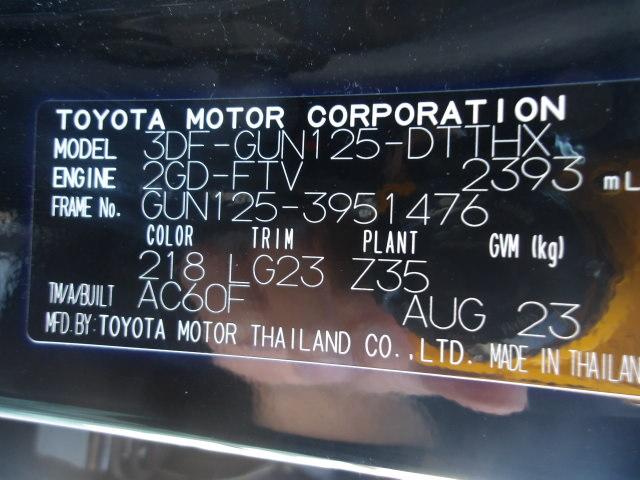 TOYOTA MOTOR CORPORATION
MODEL 3DF-GUN125-DTTHX
ENGINE 2GD-FTV 2393 mL
FRAME No. GUN125-3951476
COLOR TRIM PLANT GVM (kg)
218 LG23 Z35
TM/A/BUILT AC60F AUG 23
MFD.BY:TOYOTA MOTOR THAILAND CO.,LTD. MADE IN THAILAN